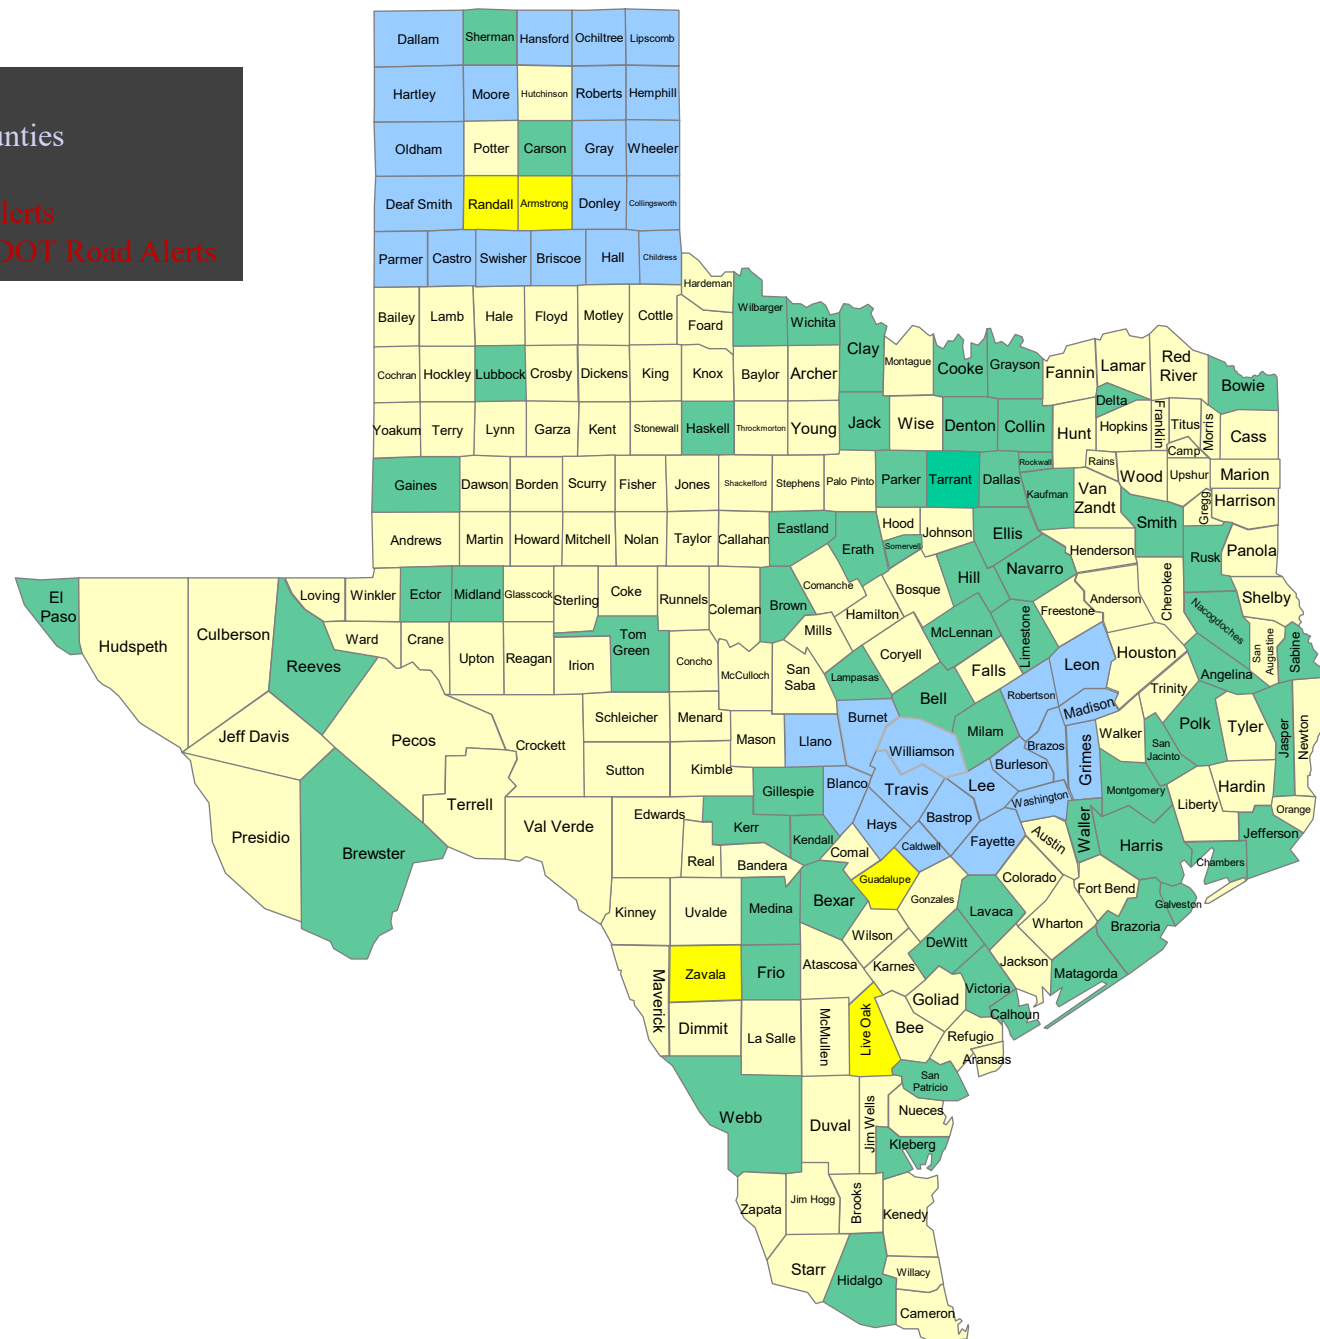 unties
lerts
DOT Road Alerts
Dallam Sherman Hansford Ochiltree Lipscomb
Hartley Moore Hutchinson Roberts Hemphill
Oldham Potter Carson Gray Wheeler
Deaf Smith Randall Armstrong Donley Collingsworth
Parmer Castro Swisher Briscoe Hall Childress
Hardeman
Bailey Lamb Hale Floyd Motley Cottle Foard Wilbarger Wichita
Clay Montague Cooke Grayson Fannin Lamar Red
River Bowie
Cochran Hockley Lubbock Crosby Dickens King Knox Baylor Archer
Delta
Yoakum Terry Lynn Garza Kent Stonewall Haskell Throckmorton Young Jack Wise Denton Collin Hunt Hopkins Franklin Titus Morris Cass
Camp
Gaines Dawson Borden Scurry Fisher Jones Shackelford Stephens Palo Pinto Parker Tarrant Dallas Rockwall Kaufman Rains Van
Zandt Wood Upshur Marion
Gregg Harrison
Andrews Martin Howard Mitchell Nolan Taylor Callahan Eastland Erath Hood Somervell Johnson Ellis Henderson Smith Rusk Panola
El
Paso Hudspeth Culberson Reeves Loving Winkler Ector Midland Glasscock Sterling Coke Runnels Coleman Brown Comanche Hamilton Bosque Hill Navarro Freestone Anderson Cherokee Nacogdoches Shelby
Ward Crane Upton Reagan Irion Tom
Green Concho McCulloch San
Saba Mills Lampasas Coryell McLennan Limestone Falls Leon Houston Angelina San
Augustine Sabine
Jeff Davis Pecos Crockett Schleicher Menard Mason Llano Burnet Bell Milam Robertson Madison Trinity Walker San
Jacinto Polk Tyler Jasper Newton
Presidio Brewster Terrell Val Verde Sutton Kimble Gillespie Blanco Williamson Travis Lee Burleson Brazos Grimes Montgomery Liberty Hardin Orange
Edwards Real Kerr Bandera Kendall Comal Hays Caldwell Bastrop Fayette Washington Austin Waller Harris Chambers Jefferson
Kinney Uvalde Medina Bexar Guadalupe Gonzales Lavaca Colorado Fort Bend Wharton Brazoria Galveston
Maverick Zavala Frio Atascosa Wilson Karnes DeWitt Victoria Jackson Matagorda Calhoun
Dimmit La Salle McMullen Live Oak Bee Goliad Refugio Aransas
Webb Duval Jim Wells San
Patricio Nueces Kleberg
Zapata Jim Hogg Brooks Kenedy
Starr Hidalgo Willacy
Cameron